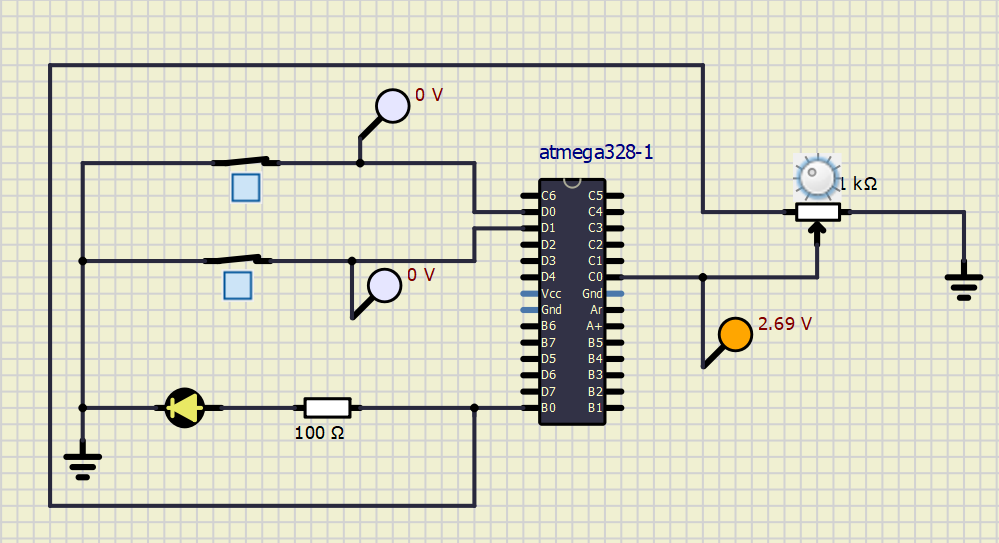 0 V
atmega328-1
1 kΩ
C6 C5
D0 C4
D1 C3
D2 C2
D3 C1
D4 C0
Vcc Gnd
Gnd Ar
B6 A+
B7 B5
D5 B4
D6 B3
D7 B2
B0 B1
0 V
2.69 V
100 Ω